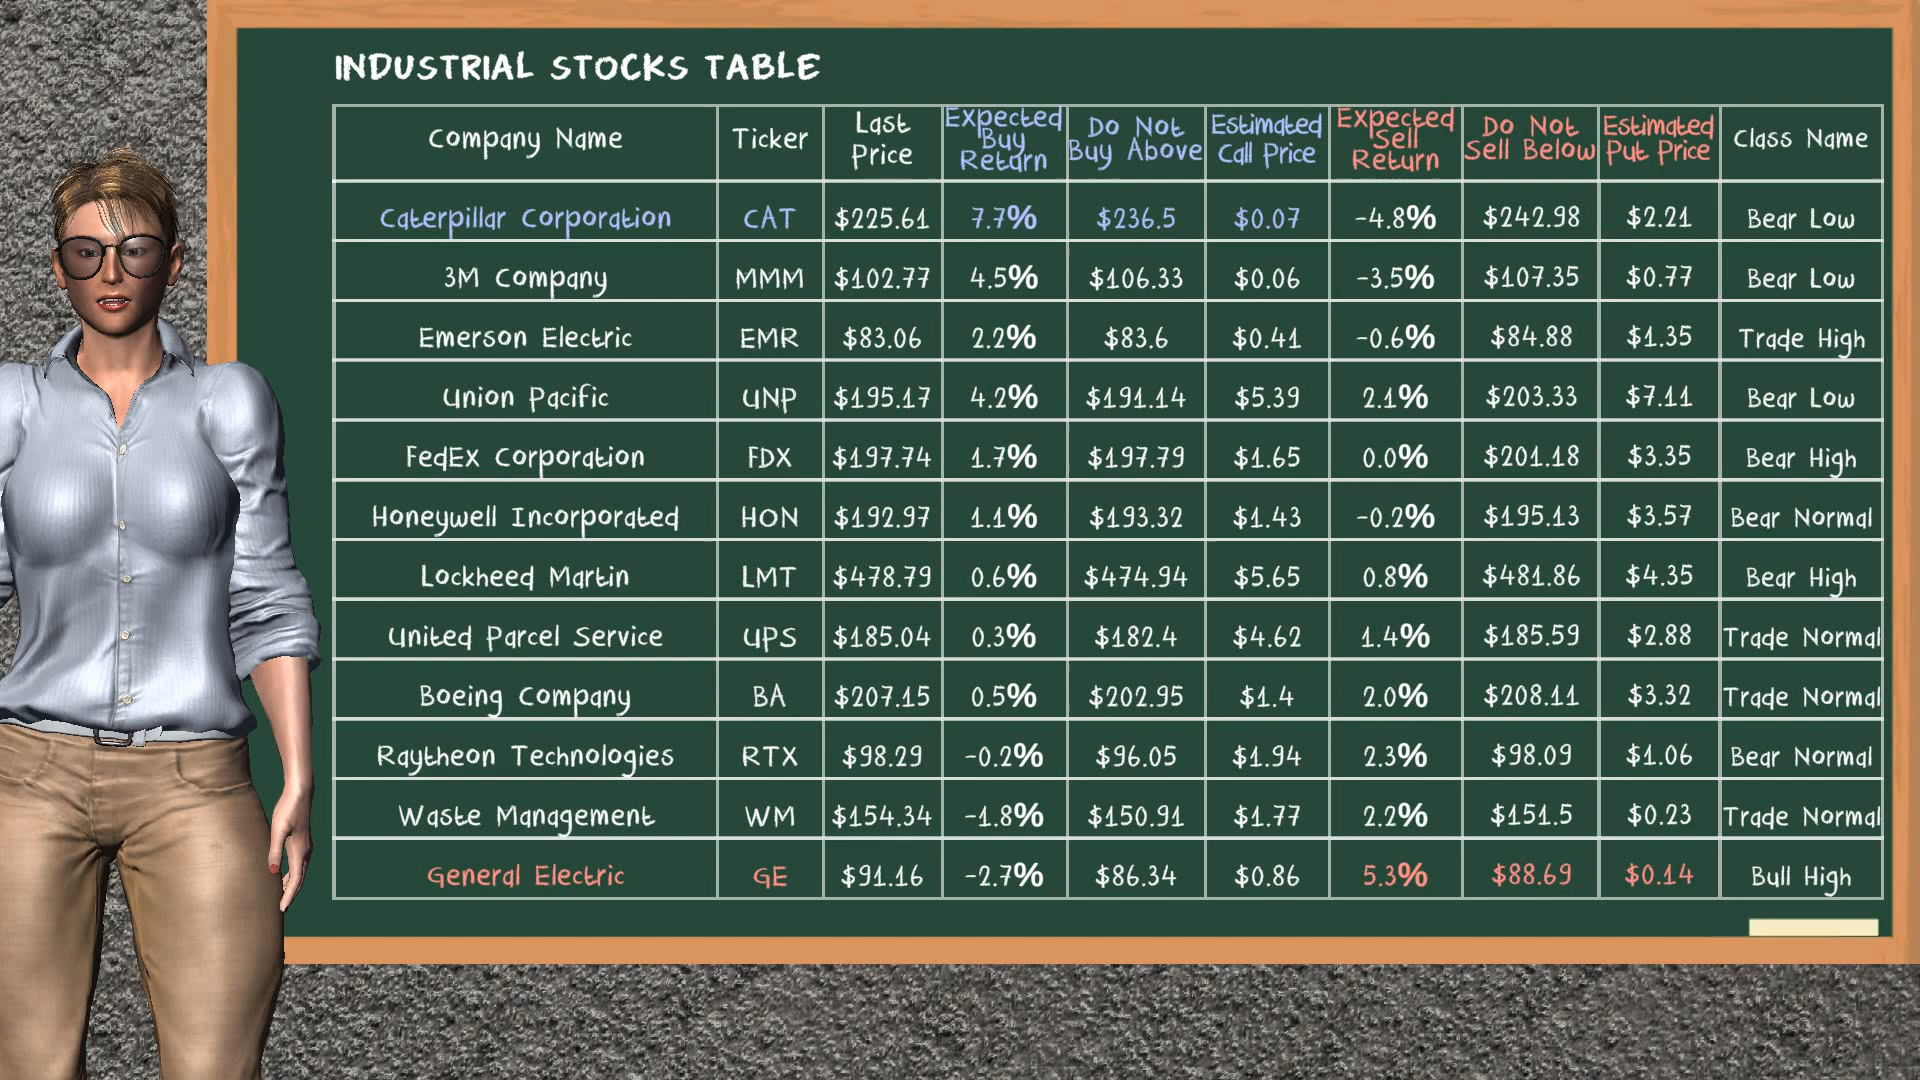 INDUSTRIAL STOCKS TABLE
Company Name Ticker Last Price Expected Buy Return Do Not Buy Above Estimated Call Price Expected Sell Return Do Not Sell Below Estimated Put Price Class Name
Caterpillar Corporation CAT $225.61 7.7% $236.5 $0.07 -4.8% $242.98 $2.21 Bear Low
3M Company MMM $102.77 4.5% $106.33 $0.06 -3.5% $107.35 $0.77 Bear Low
Emerson Electric EMR $83.06 2.2% $83.6 $0.41 -0.6% $84.88 $1.35 Trade High
Union Pacific UNP $195.17 4.2% $191.14 $5.39 2.1% $203.33 $7.11 Bear Low
FedEx Corporation FDX $197.74 1.7% $197.79 $1.65 0.0% $201.18 $3.35 Bear High
Honeywell Incorporated HON $192.97 1.1% $193.32 $1.43 -0.2% $195.13 $3.57 Bear Normal
Lockheed Martin LMT $478.79 0.6% $474.94 $5.65 0.8% $481.86 $4.35 Bear High
United Parcel Service UPS $185.04 0.3% $182.4 $4.62 1.4% $185.59 $2.88 Trade Normal
Boeing Company BA $207.15 0.5% $202.95 $1.4 2.0% $208.11 $3.32 Trade Normal
Raytheon Technologies RTX $98.29 -0.2% $96.05 $1.94 2.3% $98.09 $1.06 Bear Normal
Waste Management WM $154.34 -1.8% $150.91 $1.77 2.2% $151.5 $0.23 Trade Normal
General Electric GE $91.16 -2.7% $86.34 $0.86 5.3% $88.69 $0.14 Bull High